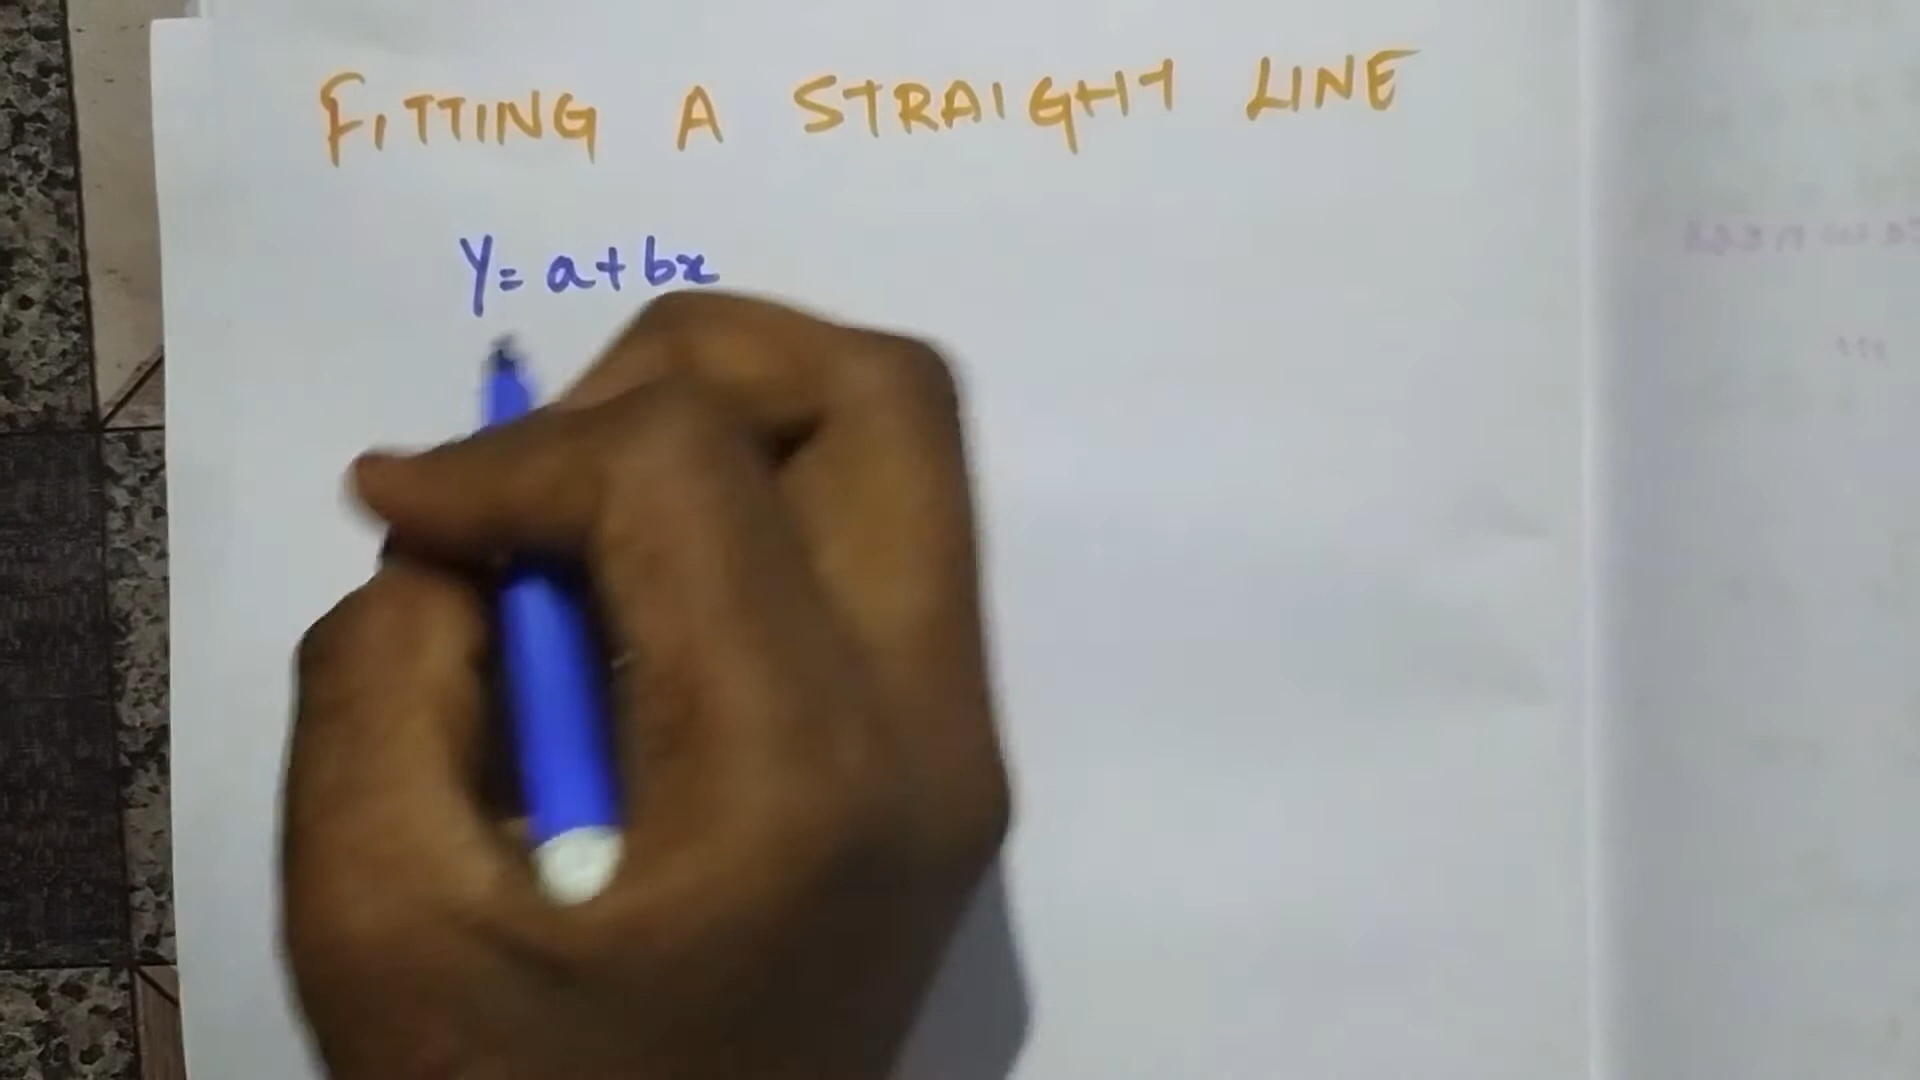 FITTING A STRAIGHT LINE
Y = a + bx